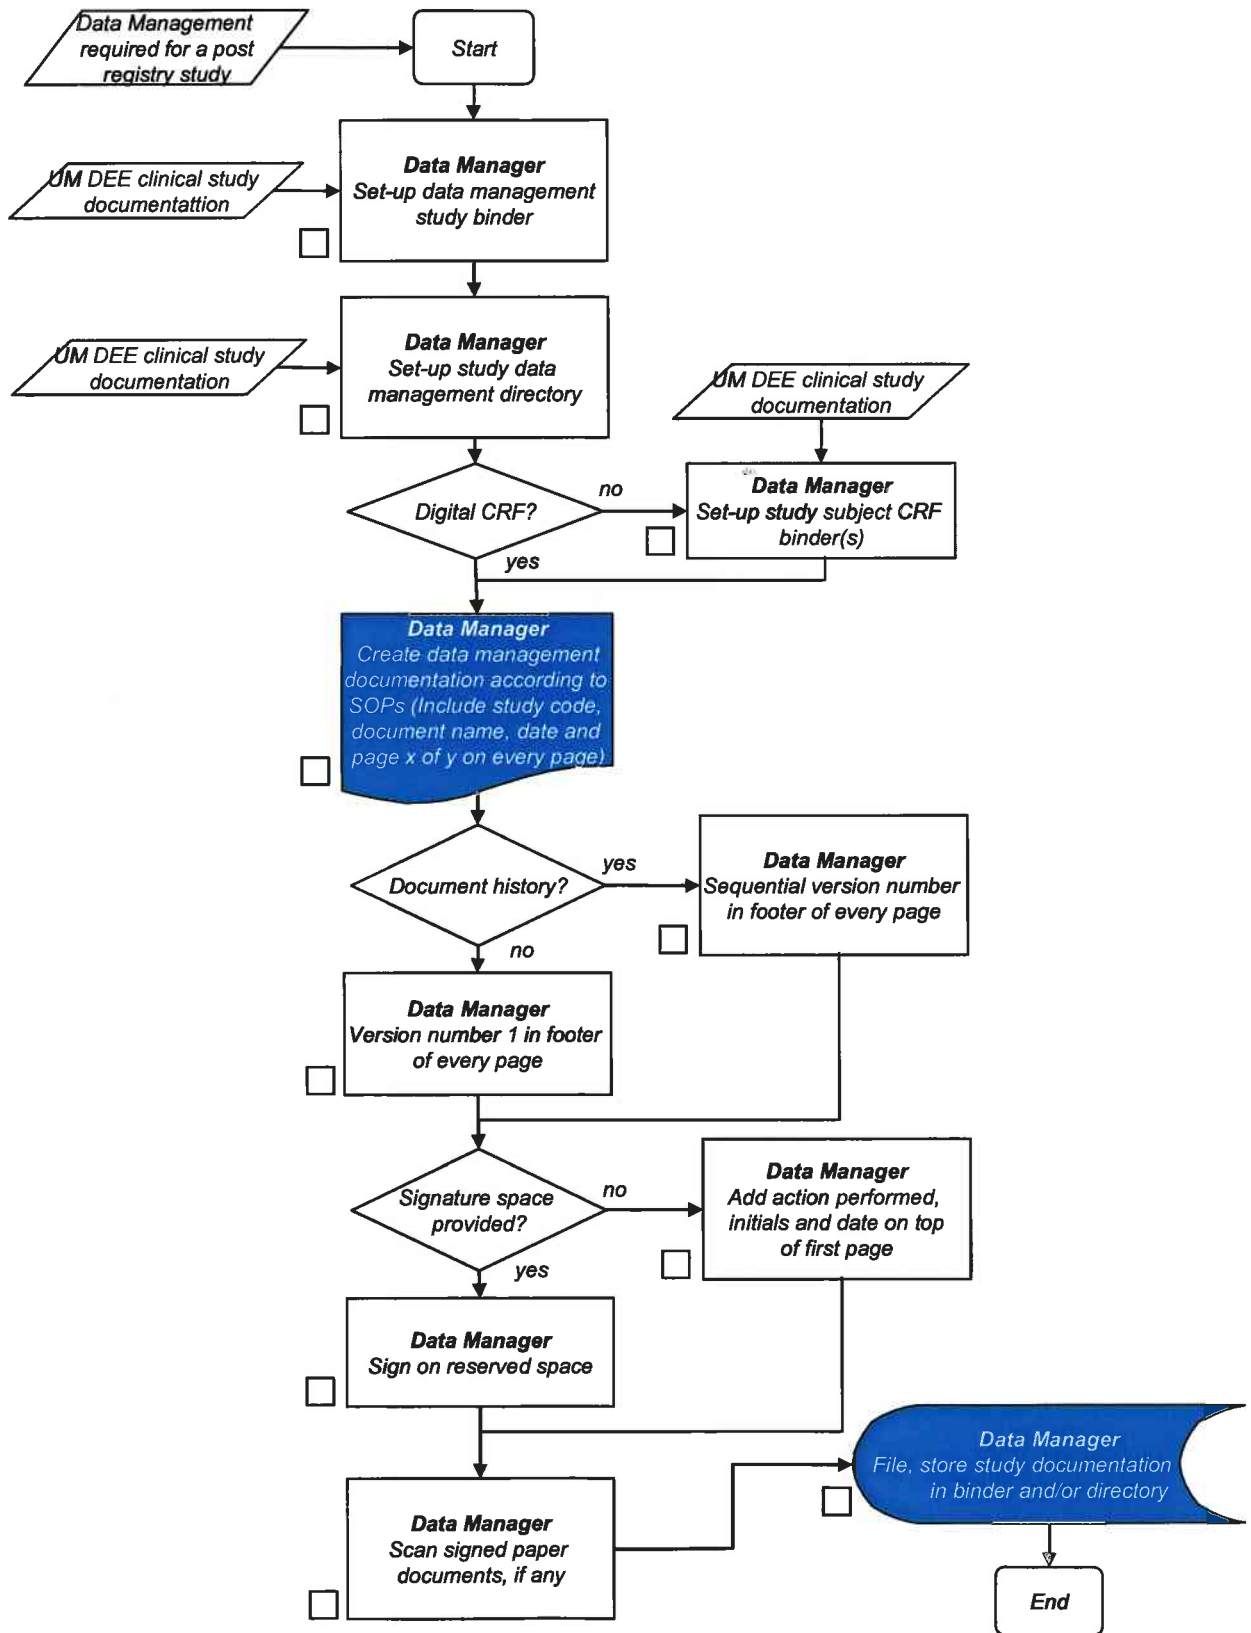 Data Management
required for a post
registry study
Start
Data Manager
Set-up data management
study binder
UM DEE clinical study
documentattion
Data Manager
Set-up study data
management directory
UM DEE clinical study
documentation
UM DEE clinical study
documentation
Digital CRF?
no
Data Manager
Set-up study subject CRF
binder(s)
yes
Data Manager
Create data management
documentation according to
SOPs (Include study code,
document name, date and
page x of y on every page)
Document history?
yes
Data Manager
Sequential version number
in footer of every page
no
Data Manager
Version number 1 in footer
of every page
Signature space
provided?
no
Data Manager
Add action performed,
initials and date on top
of first page
yes
Data Manager
Sign on reserved space
Data Manager
File, store study documentation
in binder and/or directory
Data Manager
Scan signed paper
documents, if any
End